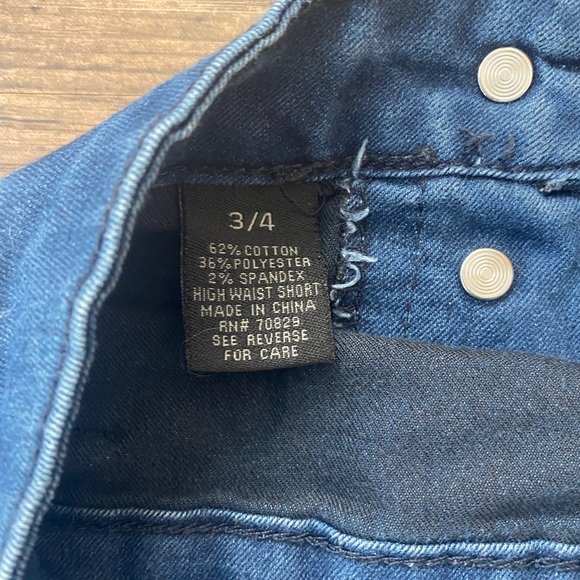 3/4
62% COTTON
36% POLYESTER
2% SPANDEX
HIGH WAIST SHORT
MADE IN CHINA
RN# 70829
SEE REVERSE
FOR CARE